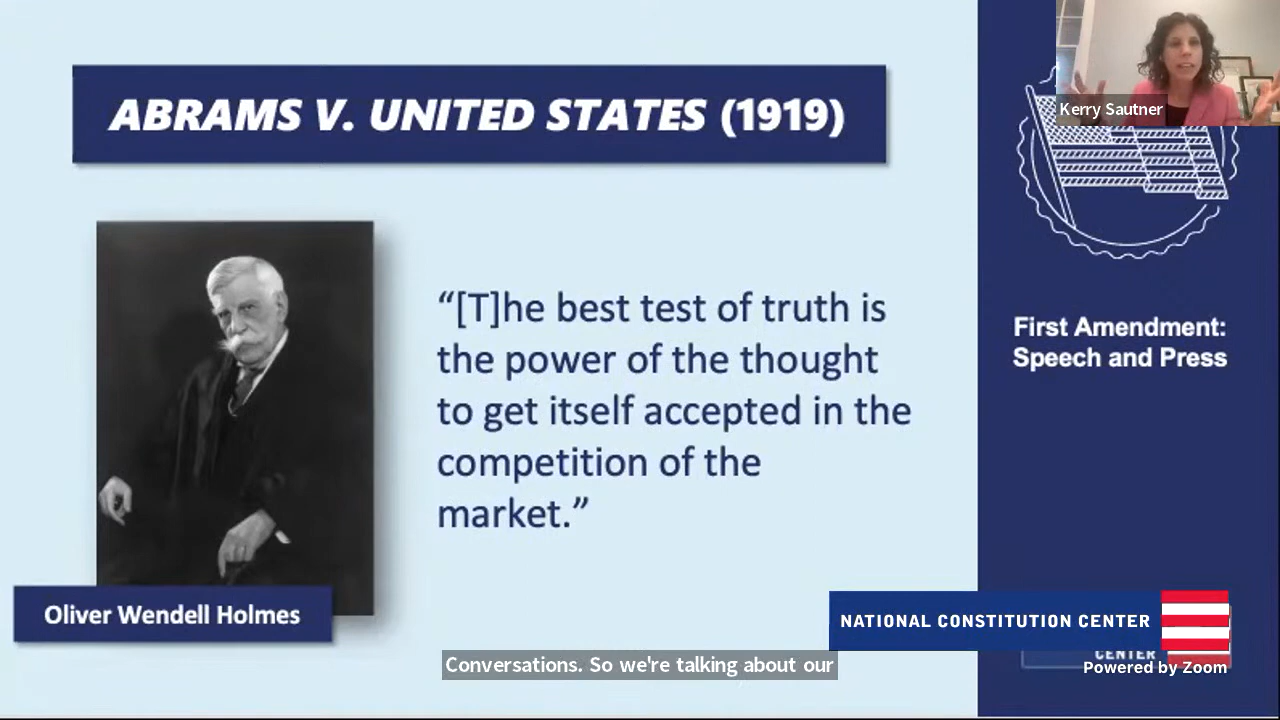 ABRAMS V. UNITED STATES (1919)
Kerry Sautner
“[T]he best test of truth is
the power of the thought
to get itself accepted in the
competition of the
market.”
First Amendment:
Speech and Press
Oliver Wendell Holmes
NATIONAL CONSTITUTION CENTER
CENTER
Powered by Zoom
Conversations. So we're talking about our